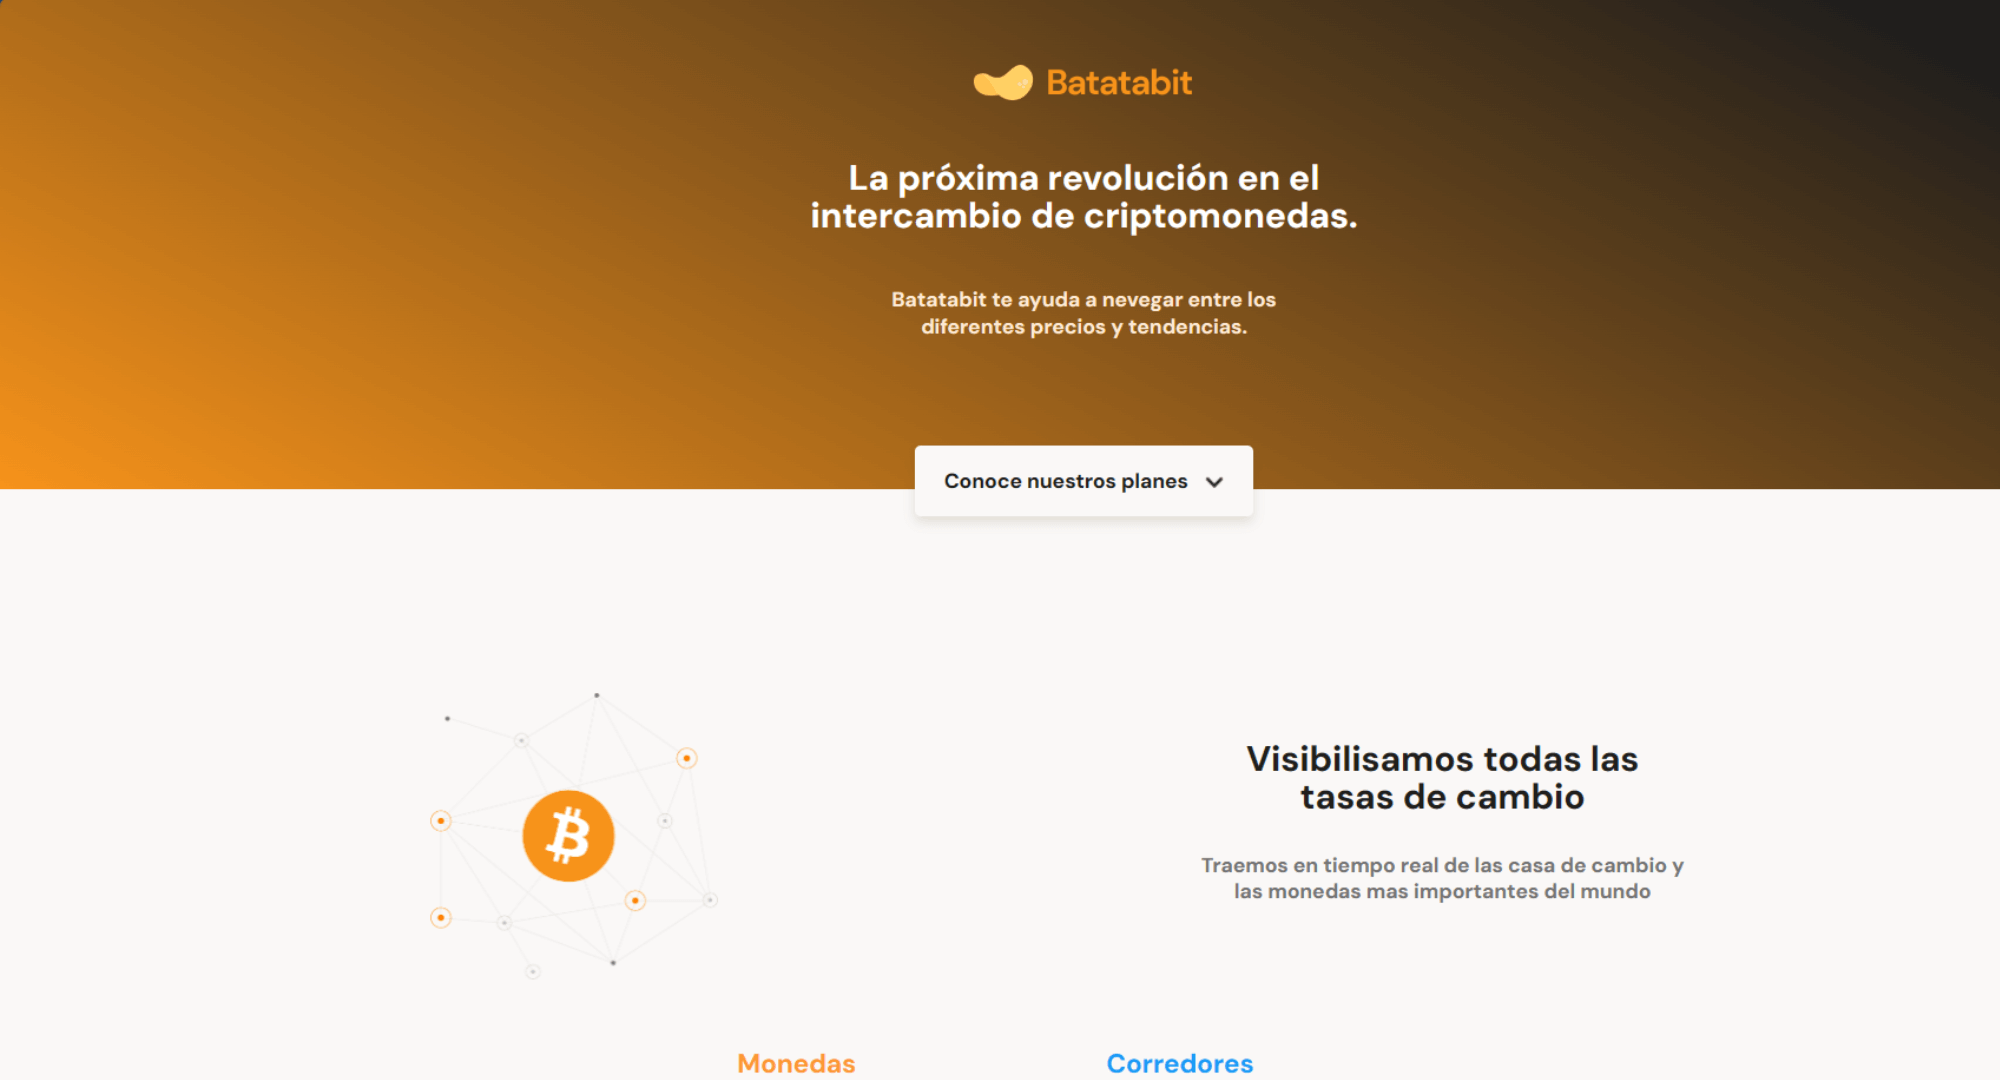 Batatabit
La próxima revolución en el
intercambio de criptomonedas.
Batatabit te ayuda a nevegar entre los
diferentes precios y tendencias.
Conoce nuestros planes
Visibilisamos todas las
tasas de cambio
Traemos en tiempo real de las casa de cambio y
las monedas mas importantes del mundo
Monedas
Corredores